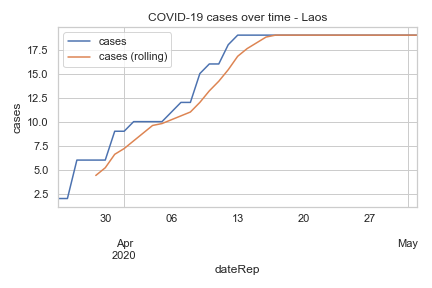 COVID-19 cases over time - Laos
cases
cases (rolling)
17.5
15.0
12.5
10.0
7.5
5.0
2.5
cases
30 06 13 20 27
Apr May
2020
dateRep